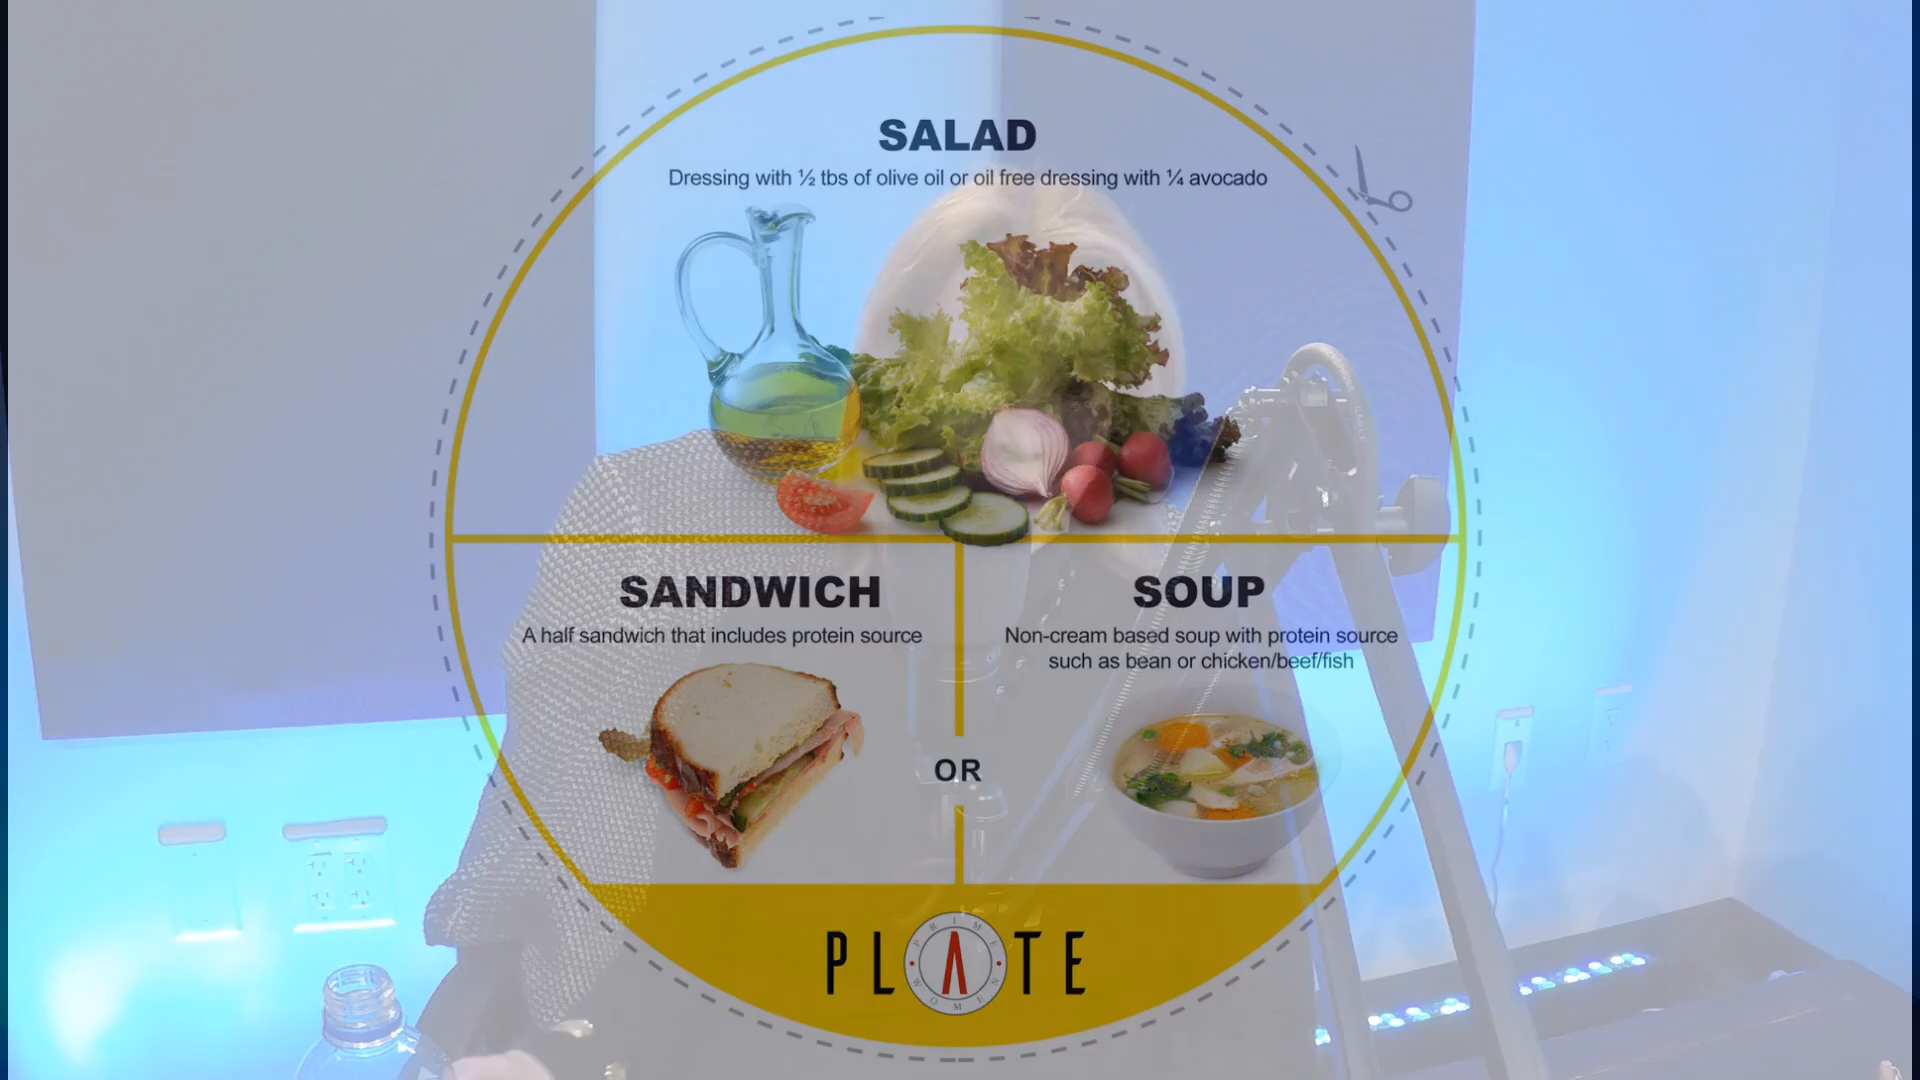 SALAD
Dressing with ½ tbs of olive oil or oil free dressing with ¼ avocado
SANDWICH
A half sandwich that includes protein source
SOUP
Non-cream based soup with protein source
such as bean or chicken/beef/fish
OR
PLATE
PRIME
WOMEN